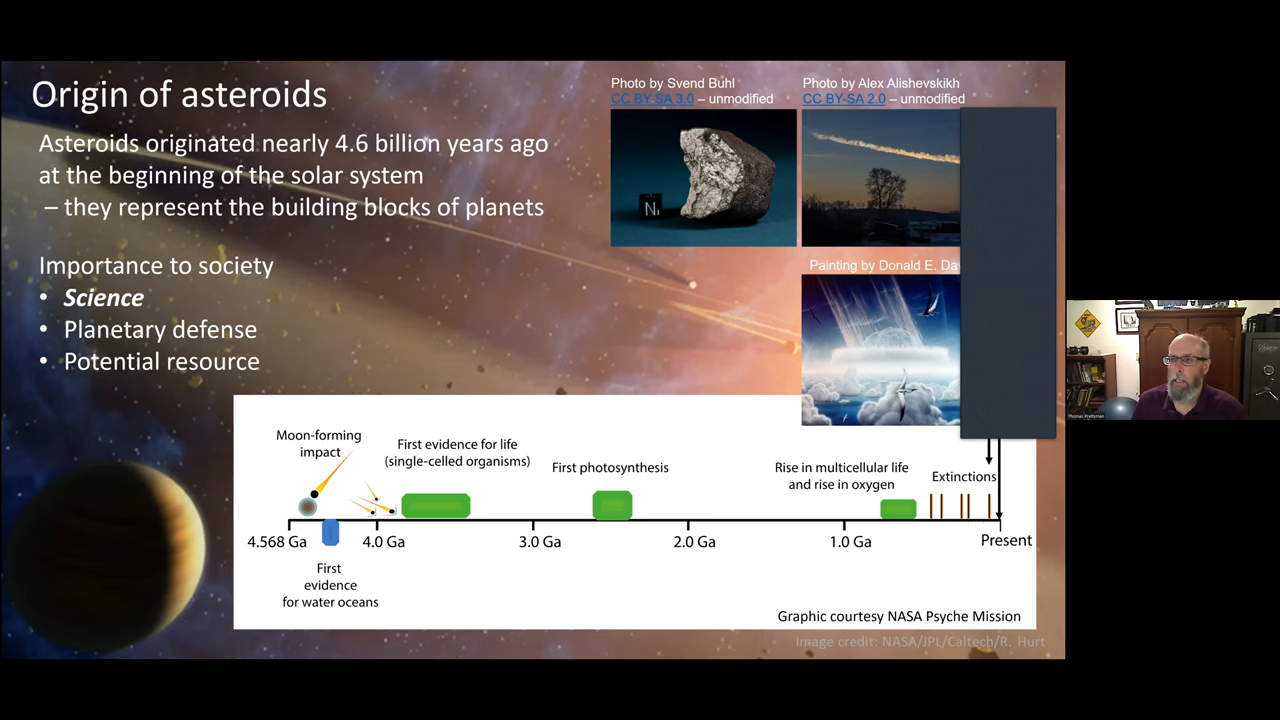 Origin of asteroids
Asteroids originated nearly 4.6 billion years ago
at the beginning of the solar system
– they represent the building blocks of planets
Importance to society
• Science
• Planetary defense
• Potential resource
Photo by Svend Buhl
CC BY-SA 3.0 – unmodified
Photo by Alex Alishevskikh
CC BY-SA 2.0 – unmodified
N
Painting by Donald E. Da
Moon-forming
impact
First evidence for life
(single-celled organisms)
First photosynthesis
Rise in multicellular life
and rise in oxygen
Extinctions
4.568 Ga
4.0 Ga
3.0 Ga
2.0 Ga
1.0 Ga
Present
First
evidence
for water oceans
Graphic courtesy NASA Psyche Mission
Image credit: NASA/JPL/Caltech/R. Hurt
Thomas Prettyman